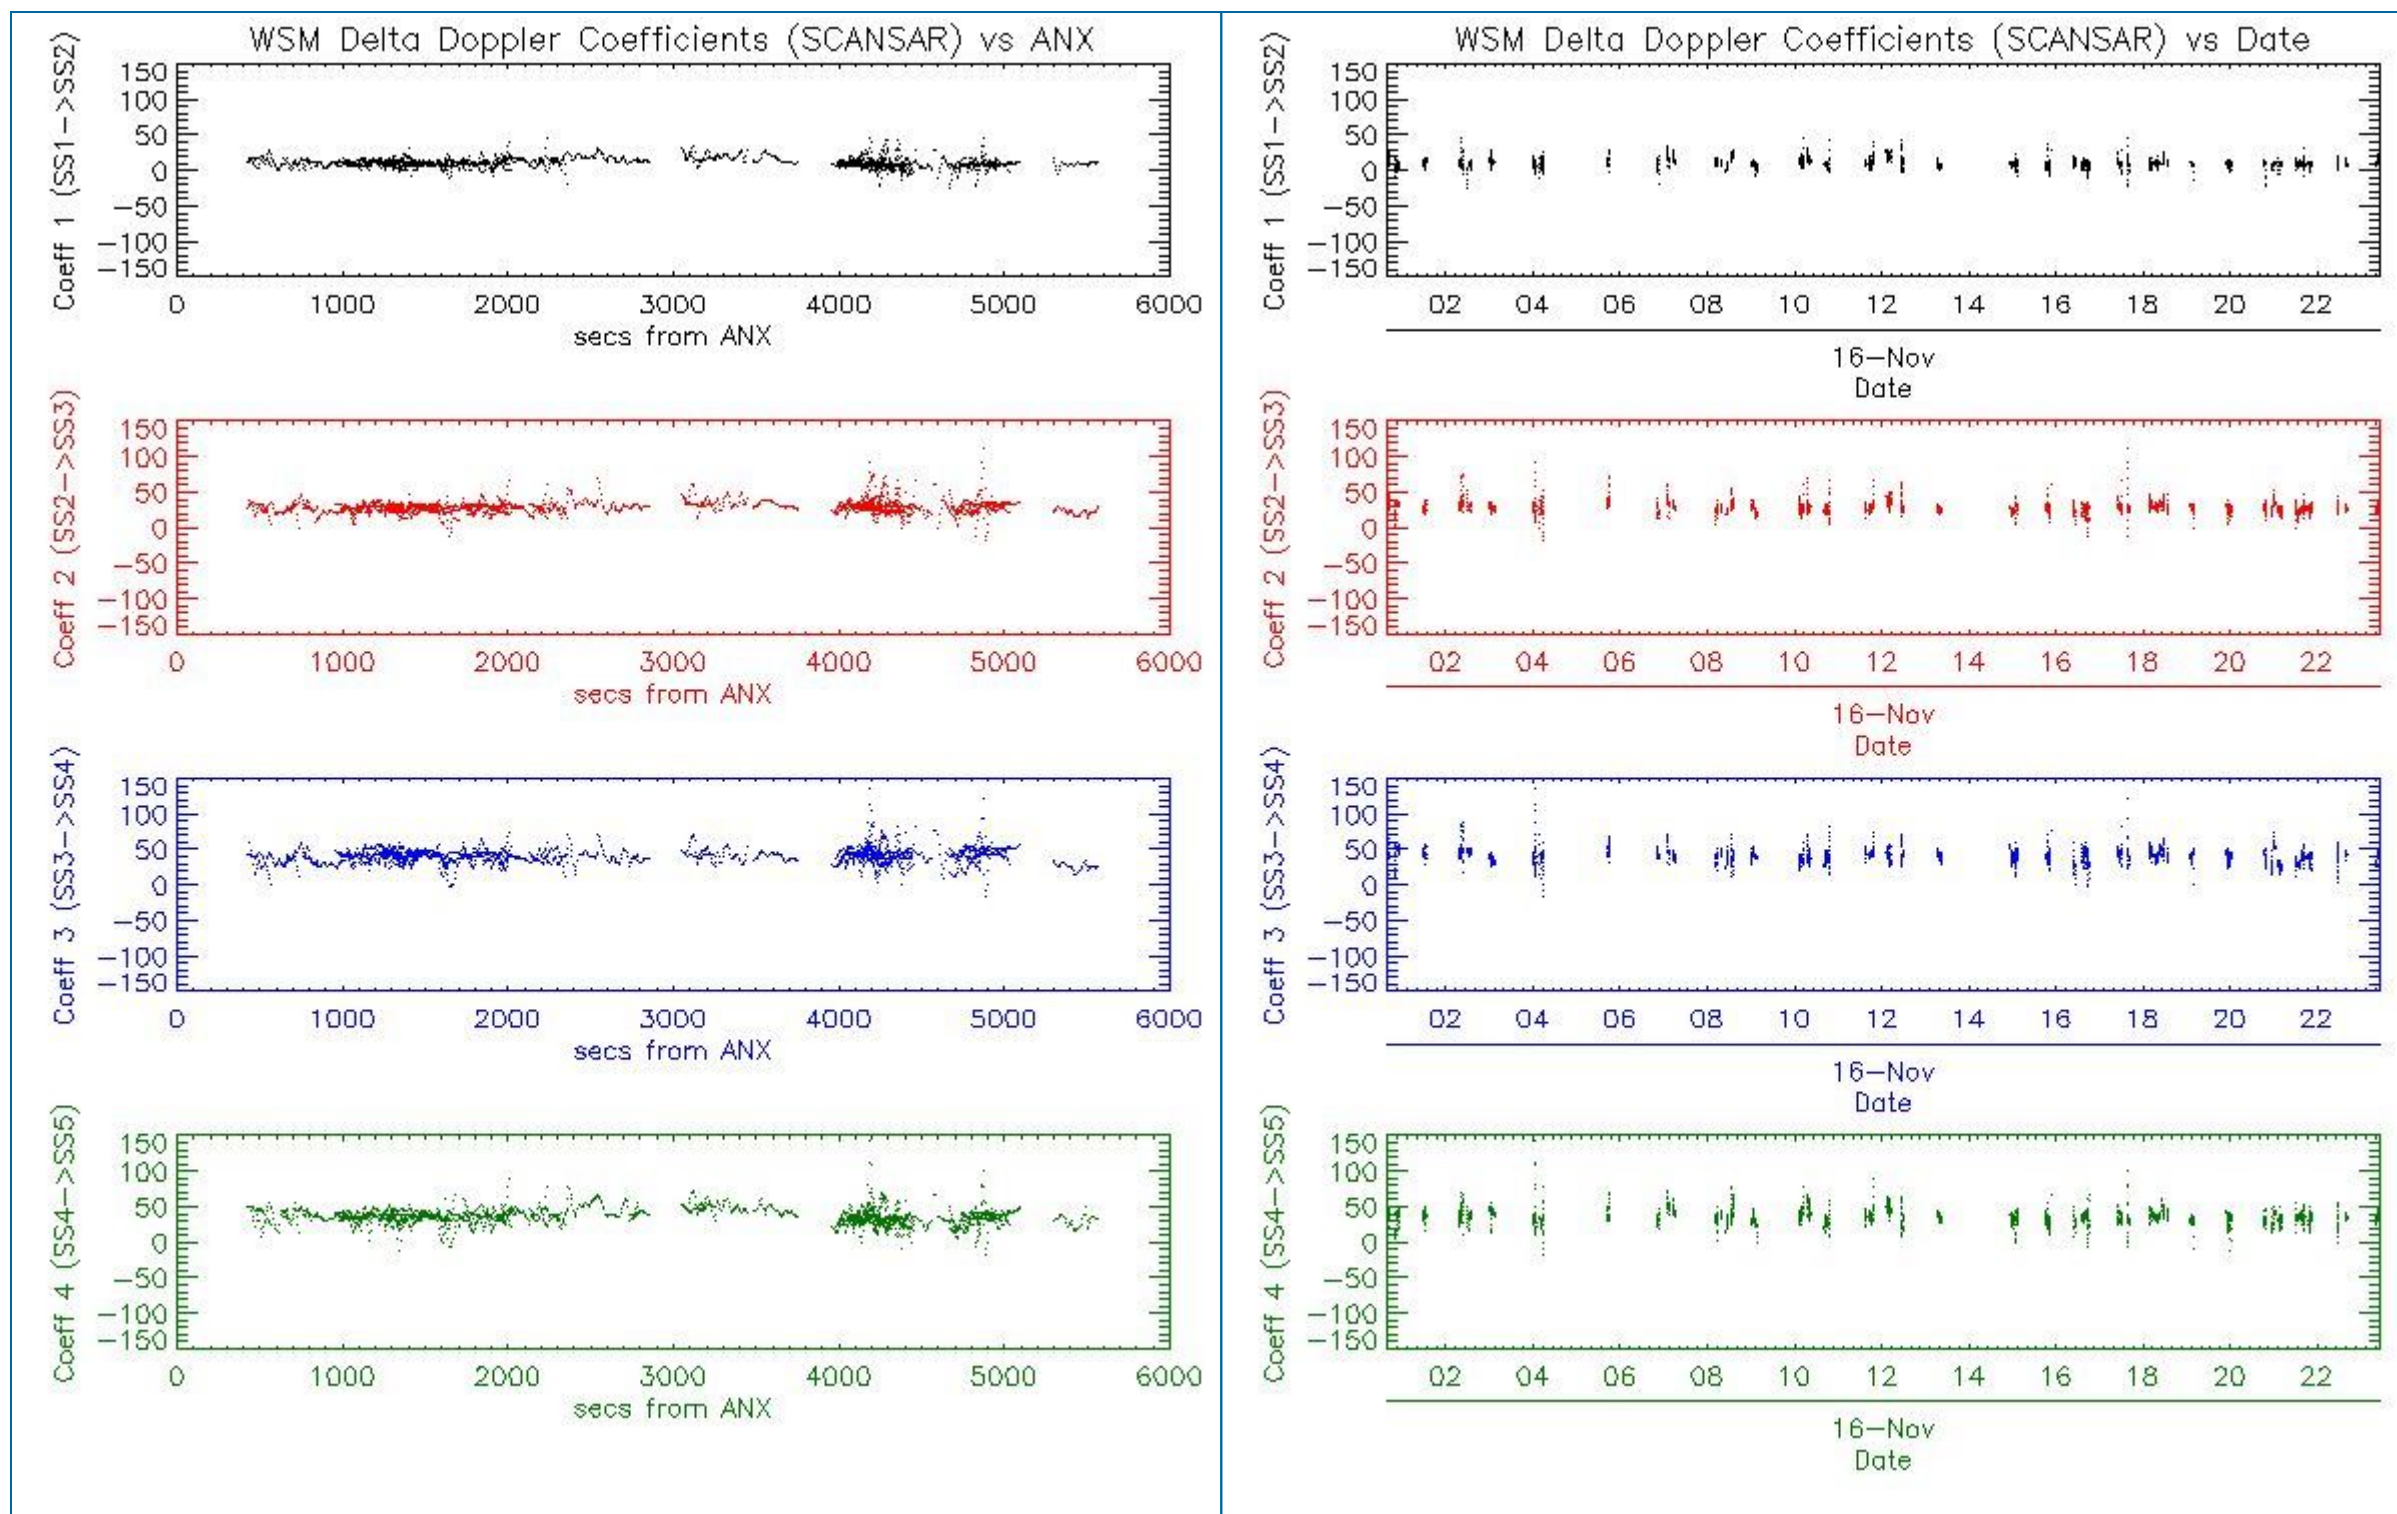 WSM Delta Doppler Coefficients (SCANSAR) vs ANX
Coeff 1 (SS1->SS2)
150
100
50
0
-50
-100
-150
0 1000 2000 3000 4000 5000 6000
secs from ANX
Coeff 2 (SS2->SS3)
150
100
50
0
-50
-100
-150
0 1000 2000 3000 4000 5000 6000
secs from ANX
Coeff 3 (SS3->SS4)
150
100
50
0
-50
-100
-150
0 1000 2000 3000 4000 5000 6000
secs from ANX
Coeff 4 (SS4->SS5)
150
100
50
0
-50
-100
-150
0 1000 2000 3000 4000 5000 6000
secs from ANX
WSM Delta Doppler Coefficients (SCANSAR) vs Date
Coeff 1 (SS1->SS2)
150
100
50
0
-50
-100
-150
02 04 06 08 10 12 14 16 18 20 22
16-Nov
Date
Coeff 2 (SS2->SS3)
150
100
50
0
-50
-100
-150
02 04 06 08 10 12 14 16 18 20 22
16-Nov
Date
Coeff 3 (SS3->SS4)
150
100
50
0
-50
-100
-150
02 04 06 08 10 12 14 16 18 20 22
16-Nov
Date
Coeff 4 (SS4->SS5)
150
100
50
0
-50
-100
-150
02 04 06 08 10 12 14 16 18 20 22
16-Nov
Date